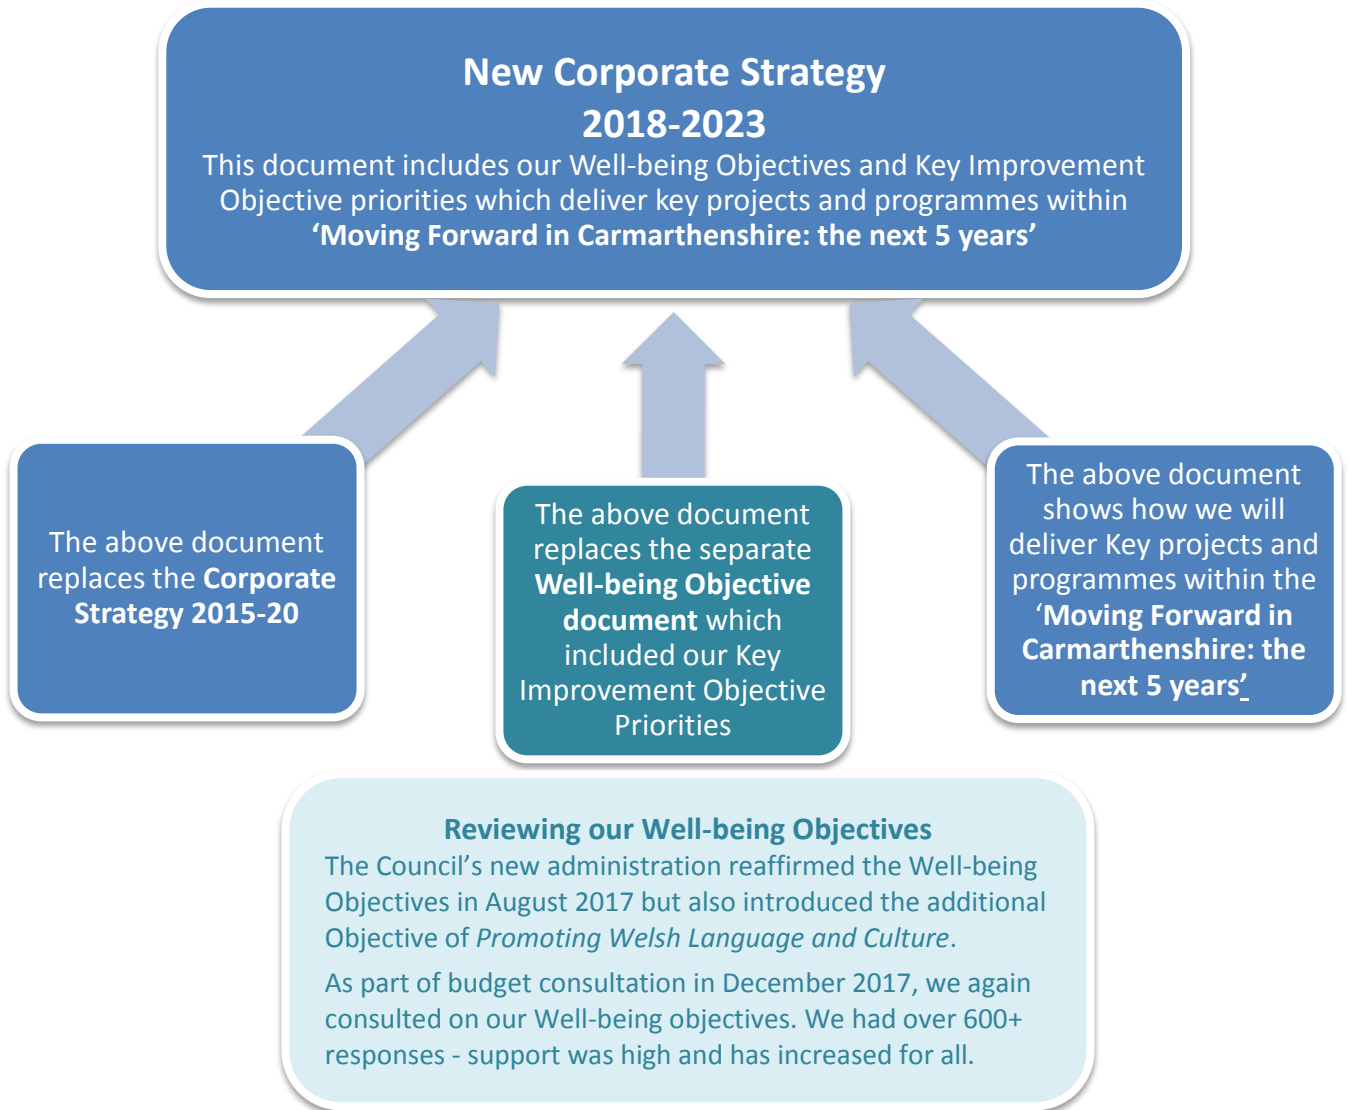 New Corporate Strategy
2018-2023
This document includes our Well-being Objectives and Key Improvement
Objective priorities which deliver key projects and programmes within
‘Moving Forward in Carmarthenshire: the next 5 years’
The above document
replaces the Corporate
Strategy 2015-20
The above document
replaces the separate
Well-being Objective
document which
included our Key
Improvement Objective
Priorities
The above document
shows how we will
deliver Key projects and
programmes within the
‘Moving Forward in
Carmarthenshire: the
next 5 years’
Reviewing our Well-being Objectives
The Council’s new administration reaffirmed the Well-being
Objectives in August 2017 but also introduced the additional
Objective of Promoting Welsh Language and Culture.
As part of budget consultation in December 2017, we again
consulted on our Well-being objectives. We had over 600+
responses - support was high and has increased for all.